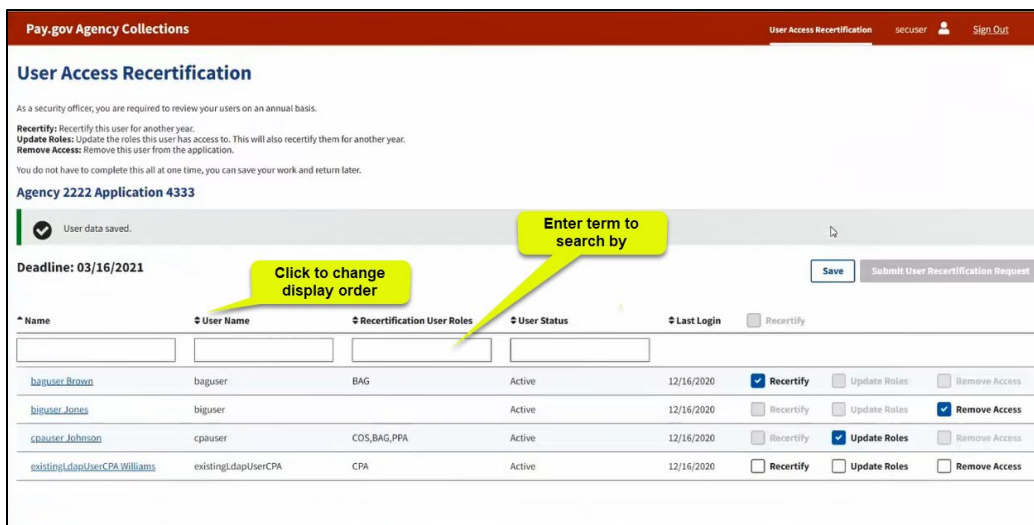 Pay.gov Agency Collections
User Access Recertification secuser Sign Out
User Access Recertification
As a security officer, you are required to review your users on an annual basis.
Recertify: Recertify this user for another year.
Update Roles: Update the roles this user has access to. This will also recertify them for another year.
Remove Access: Remove this user from the application.
You do not have to complete this all at one time, you can save your work and return later.
Agency 2222 Application 4333
User data saved.
Enter term to
search by
Deadline: 03/16/2021
Click to change
display order
Save Submit User Recertification Request
Name User Name Recertification User Roles User Status Last Login Recertify
baguser Brown baguser BAG Active 12/16/2020 Recertify Update Roles Remove Access
biguser Jones biguser Active 12/16/2020 Recertify Update Roles Remove Access
cpauser Johnson cpauser COS,BAG,PPA Active 12/16/2020 Recertify Update Roles Remove Access
existingLdapUserCPA Williams existingLdapUserCPA CPA Active 12/16/2020 Recertify Update Roles Remove Access